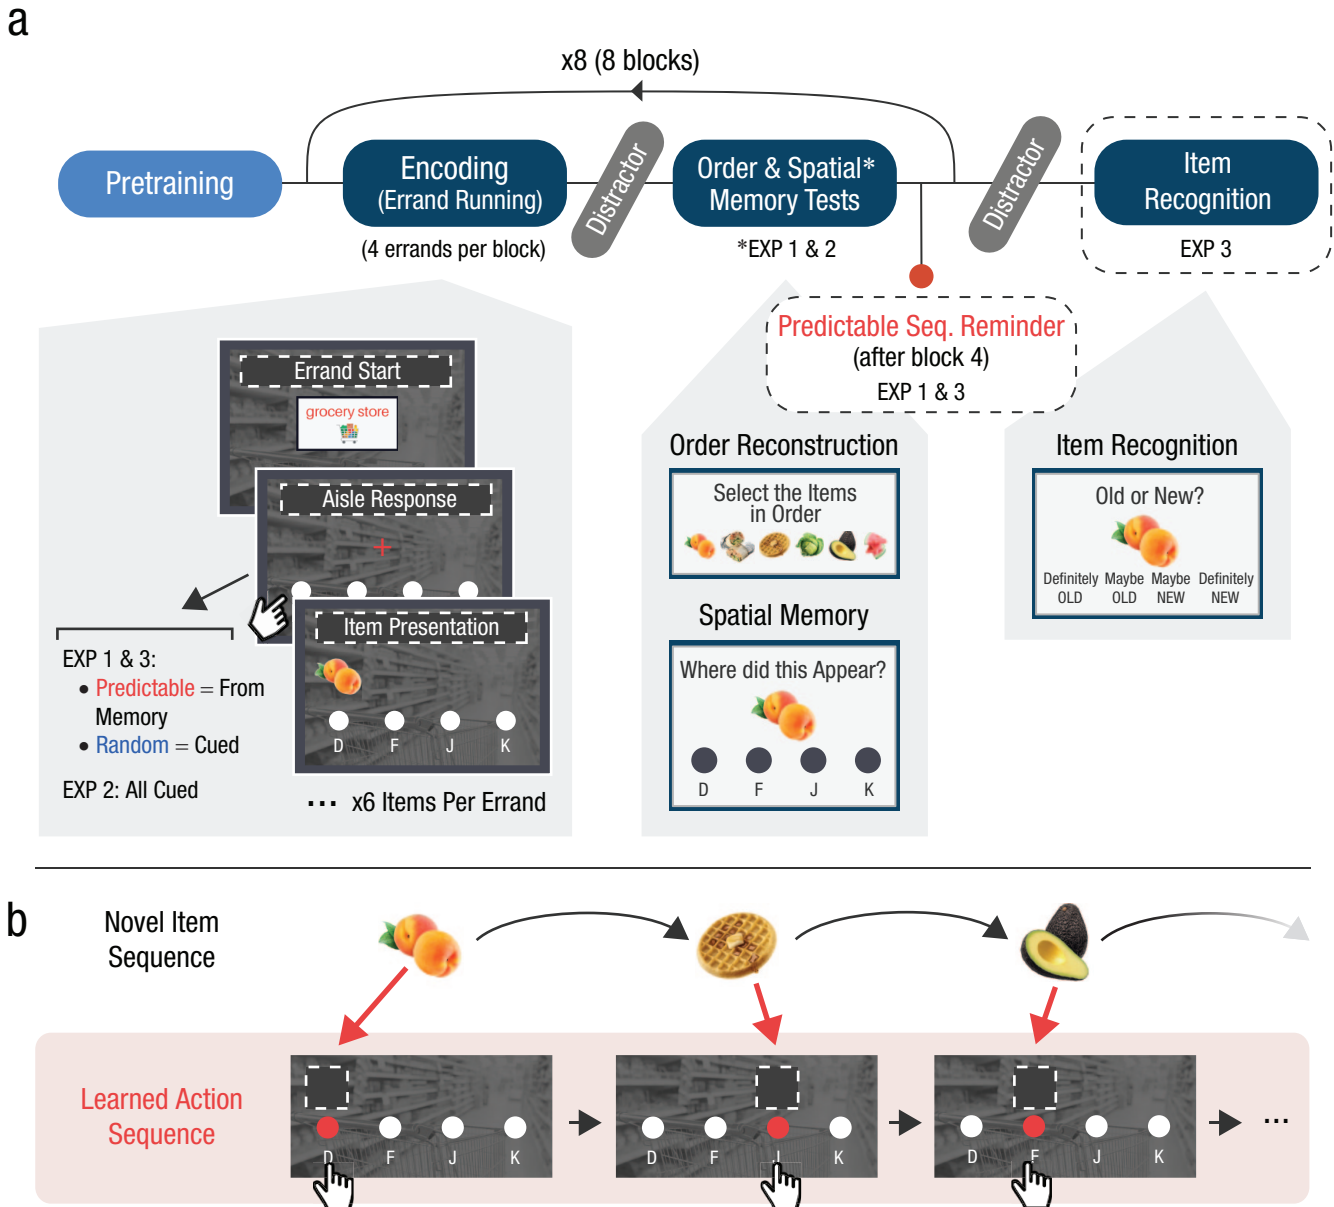 a
x8 (8 blocks)
Pretraining
Encoding
(Errand Running)
(4 errands per block)
Distractor
Order & Spatial*
Memory Tests
*EXP 1 & 2
Distractor
Item
Recognition
EXP 3
Predictable Seq. Reminder
(after block 4)
EXP 1 & 3
Errand Start
grocery store
Aisle Response
Item Presentation
D F J K
... x6 Items Per Errand
EXP 1 & 3:
• Predictable = From
Memory
• Random = Cued
EXP 2: All Cued
Order Reconstruction
Select the Items
in Order
Spatial Memory
Where did this Appear?
D F J K
Item Recognition
Old or New?
Definitely Maybe Maybe Definitely
OLD OLD NEW NEW
b
Novel Item
Sequence
Learned Action
Sequence
D F J K
D F J K
D F J K
...